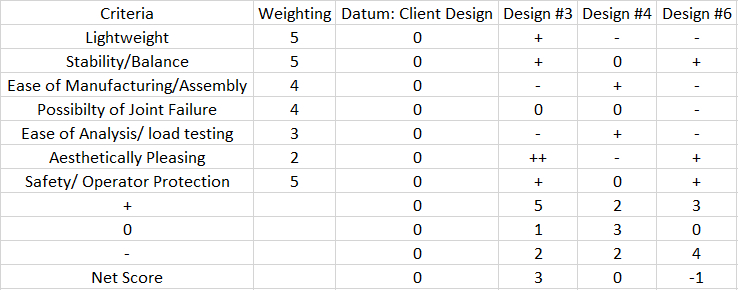 Criteria Weighting Datum: Client Design Design #3 Design #4 Design #6
Lightweight 5 0 + - -
Stability/Balance 5 0 + 0 +
Ease of Manufacturing/Assembly 4 0 - + -
Possibilty of Joint Failure 4 0 0 0 -
Ease of Analysis/ load testing 3 0 - + -
Aesthetically Pleasing 2 0 ++ - +
Safety/ Operator Protection 5 0 + 0 +
+ 0 5 2 3
0 0 1 3 0
- 0 2 2 4
Net Score 0 3 0 -1